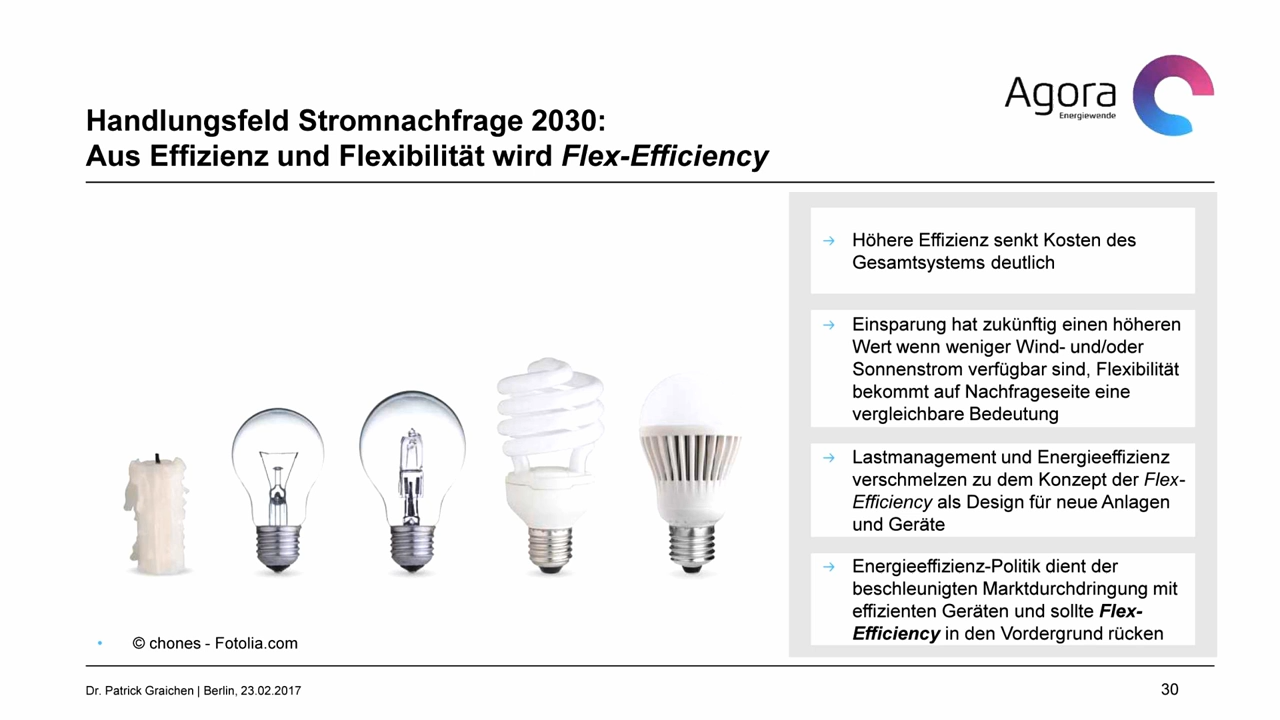 Agora
Energiewende
Handlungsfeld Stromnachfrage 2030:
Aus Effizienz und Flexibilität wird Flex-Efficiency
→ Höhere Effizienz senkt Kosten des
Gesamtsystems deutlich
→ Einsparung hat zukünftig einen höheren
Wert wenn weniger Wind- und/oder
Sonnenstrom verfügbar sind, Flexibilität
bekommt auf Nachfrageseite eine
vergleichbare Bedeutung
→ Lastmanagement und Energieeffizienz
verschmelzen zu dem Konzept der Flex-
Efficiency als Design für neue Anlagen
und Geräte
→ Energieeffizienz-Politik dient der
beschleunigten Marktdurchdringung mit
effizienten Geräten und sollte Flex-
Efficiency in den Vordergrund rücken
• © chones - Fotolia.com
Dr. Patrick Graichen | Berlin, 23.02.2017
30